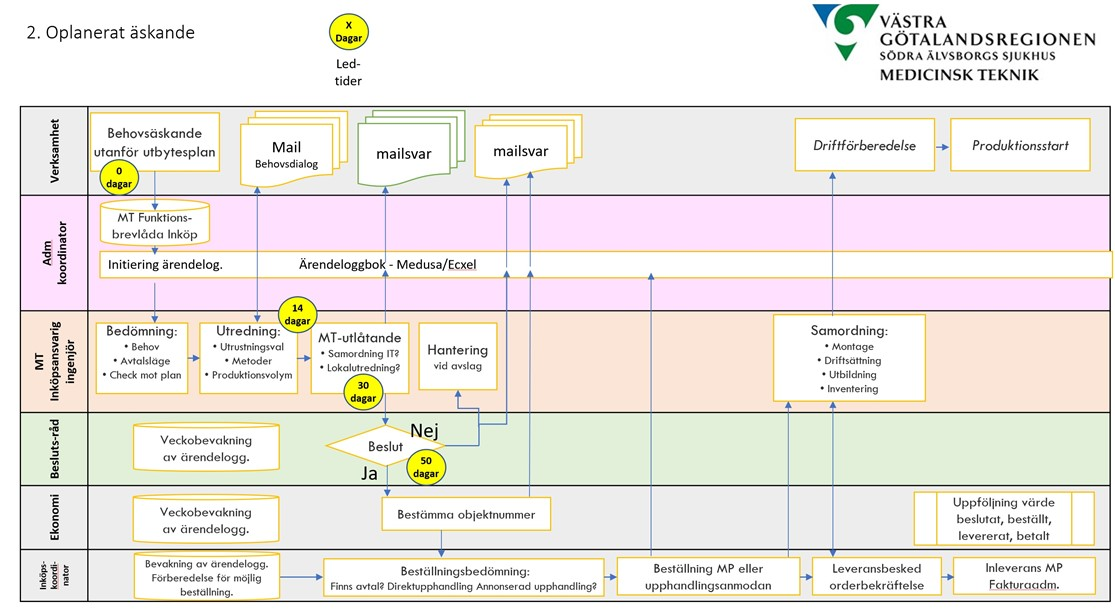 2. Oplanerat äskande
X
Dagar
Led-
tider
VÄSTRA
GÖTALANDSREGIONEN
SÖDRA ÄLVSBORGS SJUKHUS
MEDICINSK TEKNIK
Verksamhet
Behovsäskande
utanför utbytesplan
0
dagar
Mail
Behovsdialog
mailsvar
mailsvar
Driftförberedelse
Produktionsstart
Adm
koordinator
MT Funktions-
brevlåda Inköp
Initiering ärendelog.
Ärendeloggbok - Medusa/Ecxel
MT
Inköpsansvarig
ingenjör
Bedömning:
• Behov
• Avtalsläge
• Check mot plan
Utredning:
• Utrustningsval
• Metoder
• Produktionsvolym
14
dagar
MT-utlåtande
• Samordning IT?
• Lokalutredning?
30
dagar
Hantering
vid avslag
Samordning:
• Montage
• Driftsättning
• Utbildning
• Inventering
Besluts-råd
Veckobevakning
av ärendelogg.
Beslut
Nej
Ja
50
dagar
Ekonomi
Veckobevakning
av ärendelogg.
Bestämma objektnummer
Uppföljning värde
beslutat, beställt,
levererat, betalt
Inköps-
koordi-
nator
Bevakning av ärendelogg.
Förberedelse för möjlig
beställning.
Beställningsbedömning:
Finns avtal? Direktupphandling Annonserad upphandling?
Beställning MP eller
upphandlingsanmodan
Leveransbesked
orderbekräftelse
Inleverans MP
Fakturaadm.